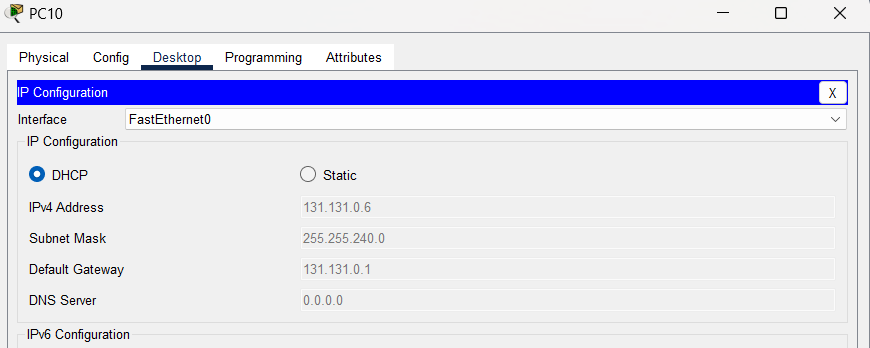 PC10
Physical Config Desktop Programming Attributes
IP Configuration X
Interface FastEthernet0
IP Configuration
DHCP Static
IPv4 Address 131.131.0.6
Subnet Mask 255.255.240.0
Default Gateway 131.131.0.1
DNS Server 0.0.0.0
IPv6 Configuration